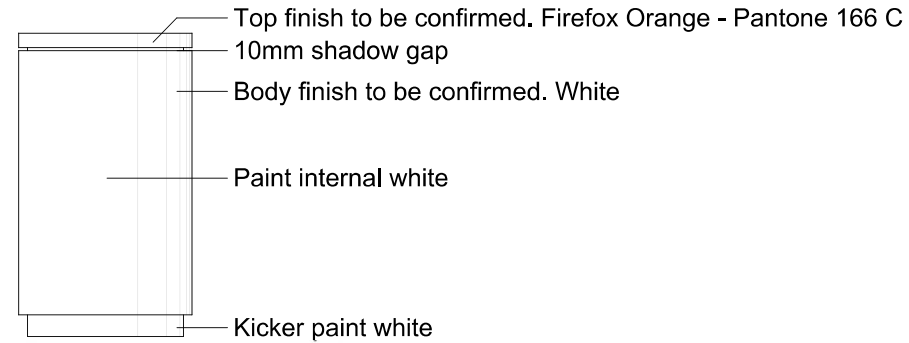 Top finish to be confirmed. Firefox Orange - Pantone 166 C
10mm shadow gap
Body finish to be confirmed. White
Paint internal white
Kicker paint white